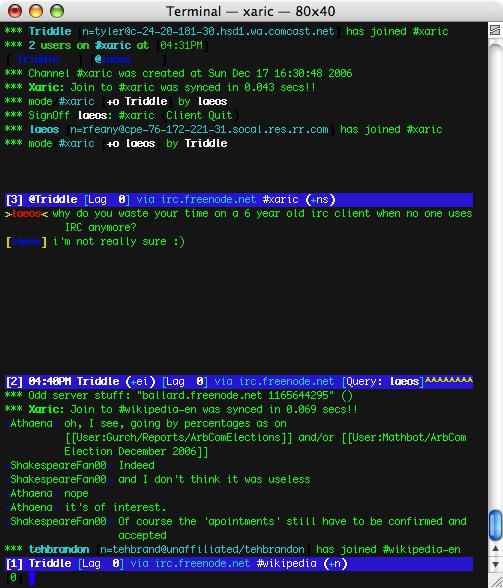 Terminal — xaric — 80x40
*** Triddle [n=tyler@c-24-20-181-30.hsd1.wa.comcast.net] has joined #xaric
*** 2 users on #xaric at [04:31PM]
[ Triddle ] [@laeos ]
*** Channel #xaric was created at Sun Dec 17 16:30:48 2006
*** Xaric: Join to #xaric was synced in 0.043 secs!!
*** mode #xaric [+o Triddle] by laeos
*** SignOff laeos: #xaric (Client Quit)
*** laeos [n=rfeany@cpe-76-172-221-31.socal.res.rr.com] has joined #xaric
*** mode #xaric [+o laeos] by Triddle
[3] @Triddle [Lag 0] via irc.freenode.net #xaric (+ns)
>laeos< why do you waste your time on a 6 year old irc client when no one uses
IRC anymore?
[laeos] i'm not really sure :)
[2] 04:40PM Triddle (+ei) [Lag 0] via irc.freenode.net [Query: laeos]^^^^^^^^
*** Odd server stuff: "ballard.freenode.net 1165644295" ()
*** Xaric: Join to #wikipedia-en was synced in 0.069 secs!!
<Athaena> oh, I see, going by percentages as on
[[User:Gurch/Reports/ArbComElections]] and/or [[User:Mathbot/ArbCom
Election December 2006]]
<ShakespeareFan00> Indeed
<ShakespeareFan00> and I don't think it was useless
<Athaena> nope
<Athaena> it's of interest.
<ShakespeareFan00> Of course the 'apointments' still have to be confirmed and
accepted
*** tehbrandon [n=tehbrand@unaffiliated/tehbrandon] has joined #wikipedia-en
[1] Triddle [Lag 0] via irc.freenode.net #wikipedia (+n)
[0]